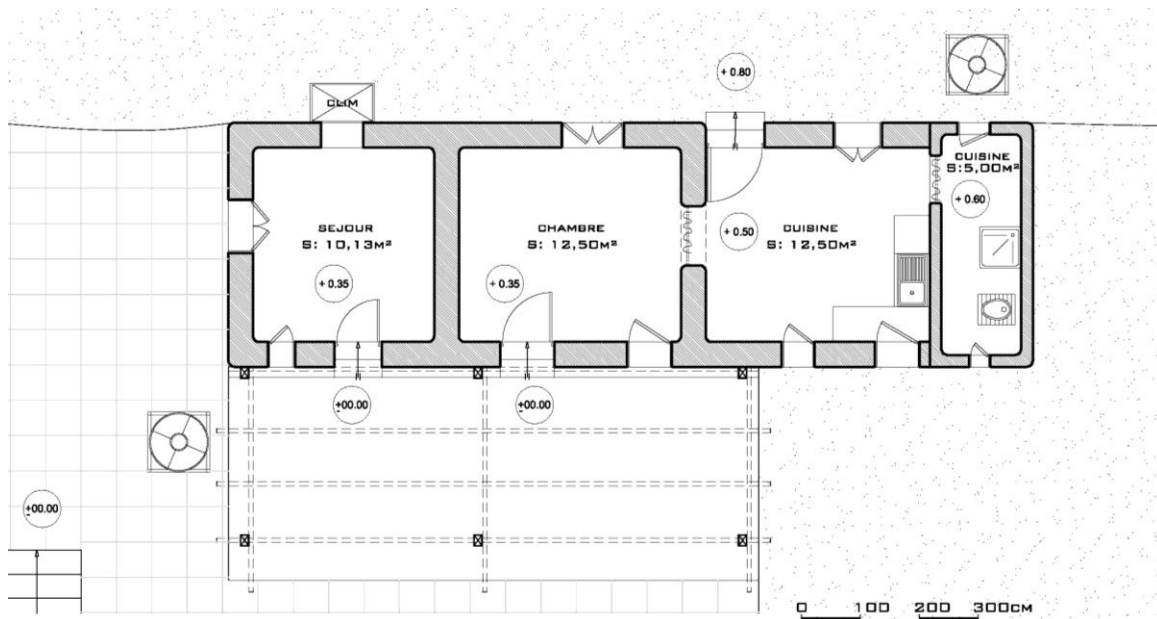 + 0.80
CLIM
CUISINE
S:5,00M²
+ 0.60
SEJOUR
S: 10,13M²
CHAMBRE
S: 12,50M²
+ 0.50
CUISINE
S: 12,50M²
+ 0.35
+ 0.35
±00.00
±00.00
±00.00
0 100 200 300CM